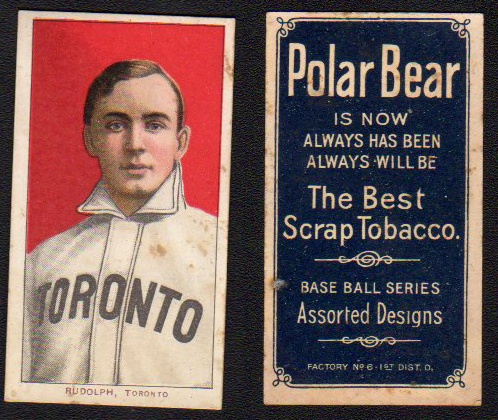 TORONTO
RUDOLPH, TORONTO
Polar Bear
IS NOW
ALWAYS HAS BEEN
ALWAYS WILL BE
The Best
Scrap Tobacco.
BASE BALL SERIES
Assorted Designs
FACTORY No 6-1ST DIST. O.